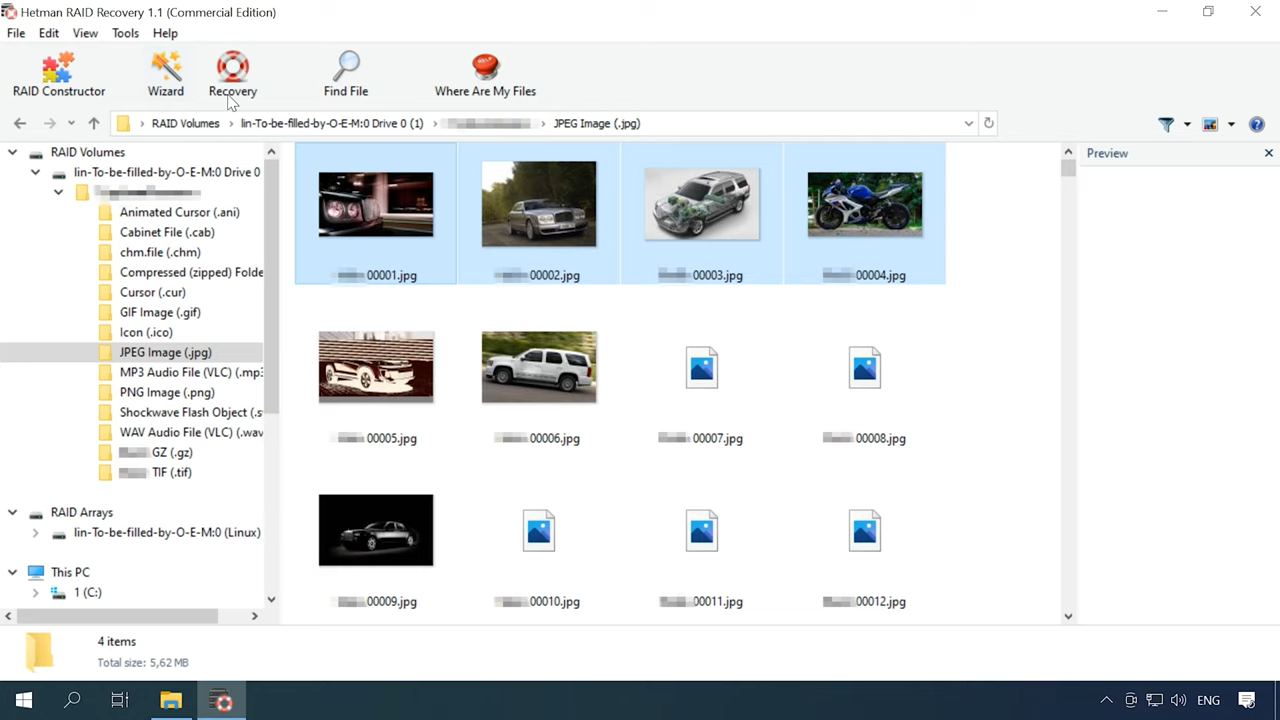 Hetman RAID Recovery 1.1 (Commercial Edition)
File Edit View Tools Help
RAID Constructor Wizard Recovery Find File HELP Where Are My Files
RAID Volumes lin-To-be-filled-by-O-E-M:0 Drive 0 (1) JPEG Image (.jpg)
Preview
RAID Volumes
lin-To-be-filled-by-O-E-M:0 Drive 0
Animated Cursor (.ani)
Cabinet File (.cab)
chm.file (.chm)
Compressed (zipped) Folde
Cursor (.cur)
GIF Image (.gif)
Icon (.ico)
JPEG Image (.jpg)
MP3 Audio File (VLC) (.mp3
PNG Image (.png)
Shockwave Flash Object (.s
WAV Audio File (VLC) (.wav
GZ (.gz)
TIF (.tif)
RAID Arrays
lin-To-be-filled-by-O-E-M:0 (Linux)
This PC
1 (C:)
00001.jpg 00002.jpg 00003.jpg 00004.jpg
00005.jpg 00006.jpg 00007.jpg 00008.jpg
00009.jpg 00010.jpg 00011.jpg 00012.jpg
4 items
Total size: 5,62 MB
ENG